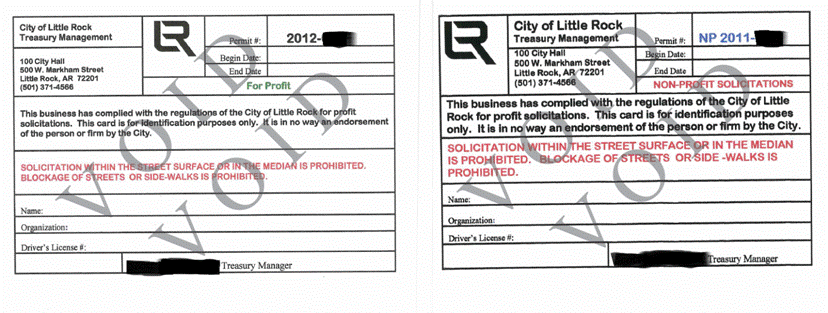 City of Little Rock
Treasury Management
100 City Hall
500 W. Markham Street
Little Rock, AR 72201
(501) 371-4566
LR
Permit #: 2012-
Begin Date:
End Date
For Profit
This business has complied with the regulations of the City of Little Rock for profit
solicitations. This card is for identification purposes only. It is in no way an endorsement
of the person or firm by the City.
SOLICITATION WITHIN THE STREET SURFACE OR IN THE MEDIAN IS PROHIBITED.
BLOCKAGE OF STREETS OR SIDE-WALKS IS PROHIBITED.
Name:
Organization:
Driver's License #:
Treasury Manager
VOID
VOID
LR
City of Little Rock
Treasury Management
100 City Hall
500 W. Markham Street
Little Rock, AR 72201
(501) 371-4566
Permit #: NP 2011-
Begin Date:
End Date
NON-PROFIT SOLICITATIONS
This business has complied with the regulations of the City of Little
Rock for profit solicitations. This card is for identification purposes
only. It is in no way an endorsement of the person or firm by the City.
SOLICITATION WITHIN THE STREET SURFACE OR IN THE MEDIAN
IS PROHIBITED. BLOCKAGE OF STREETS OR SIDE -WALKS IS
PROHIBITED.
Name:
Organization:
Driver's License #:
Treasury Manager
VOID
VOID